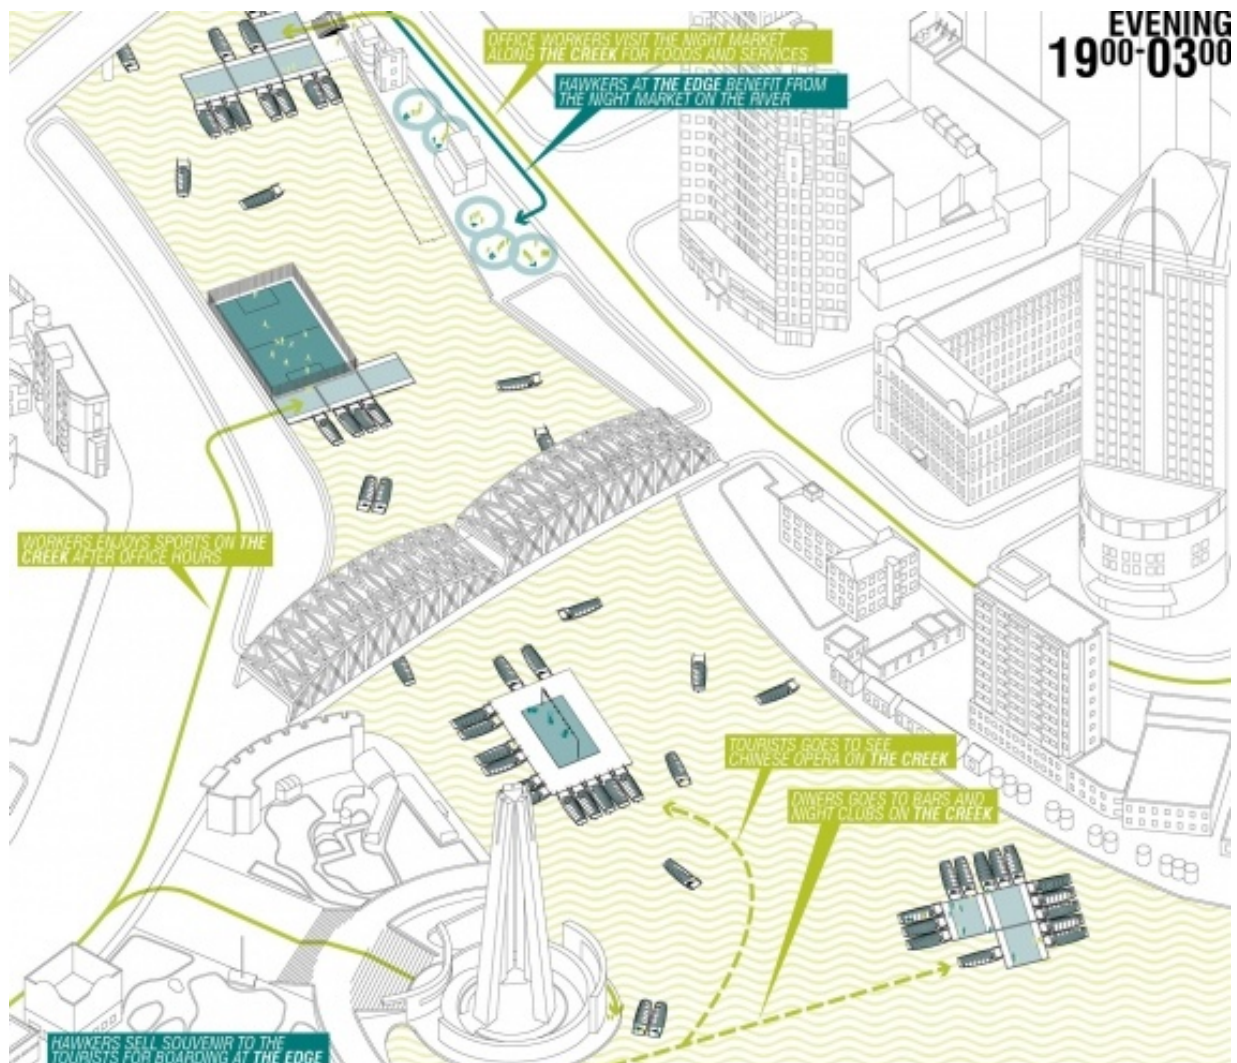 EVENING
19⁰⁰-03⁰⁰
OFFICE WORKERS VISIT THE NIGHT MARKET
ALONG THE CREEK FOR FOODS AND SERVICES
HAWKERS AT THE EDGE BENEFIT FROM
THE NIGHT MARKET ON THE RIVER
WORKERS ENJOYS SPORTS ON THE
CREEK AFTER OFFICE HOURS
TOURISTS GOES TO SEE
CHINESE OPERA ON THE CREEK
DINERS GOES TO BARS AND
NIGHT CLUBS ON THE CREEK
HAWKERS SELL SOUVENIR TO THE
TOURISTS FOR BOARDING AT THE EDGE